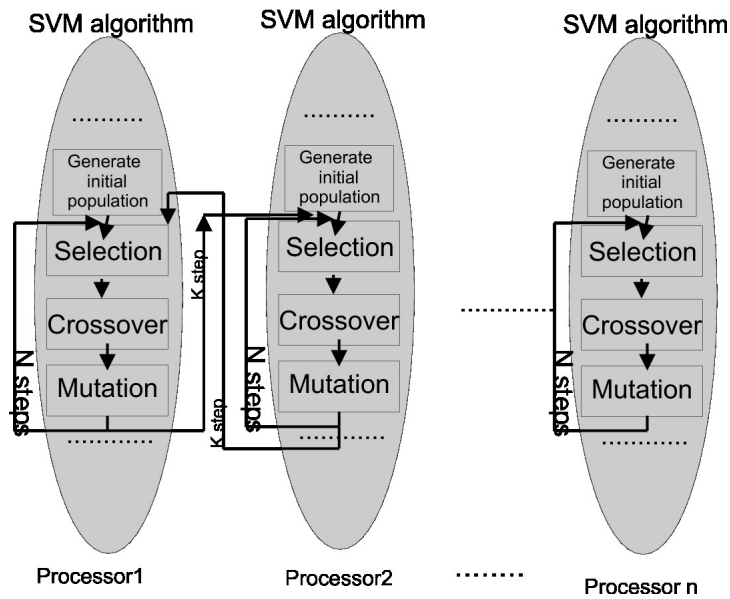 SVM algorithm
Generate
initial
population
Selection
Crossover
Mutation
N steps
K step
Processor1
SVM algorithm
Generate
initial
population
Selection
Crossover
Mutation
N steps
K step
Processor2
SVM algorithm
Generate
initial
population
Selection
Crossover
Mutation
N steps
Processor n